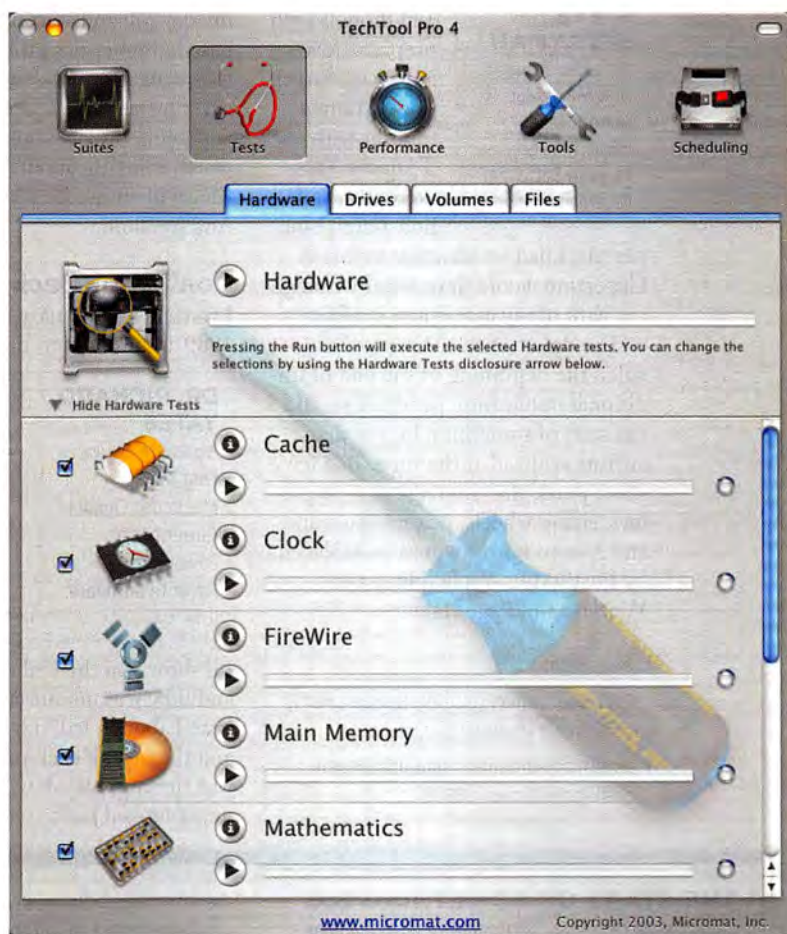 TechTool Pro 4
Suites
Tests
Performance
Tools
Scheduling
Hardware
Drives
Volumes
Files
Hardware
Pressing the Run button will execute the selected Hardware tests. You can change the
selections by using the Hardware Tests disclosure arrow below.
Hide Hardware Tests
Cache
Clock
FireWire
Main Memory
Mathematics
www.micromat.com
Copyright 2003, Micromat, Inc.